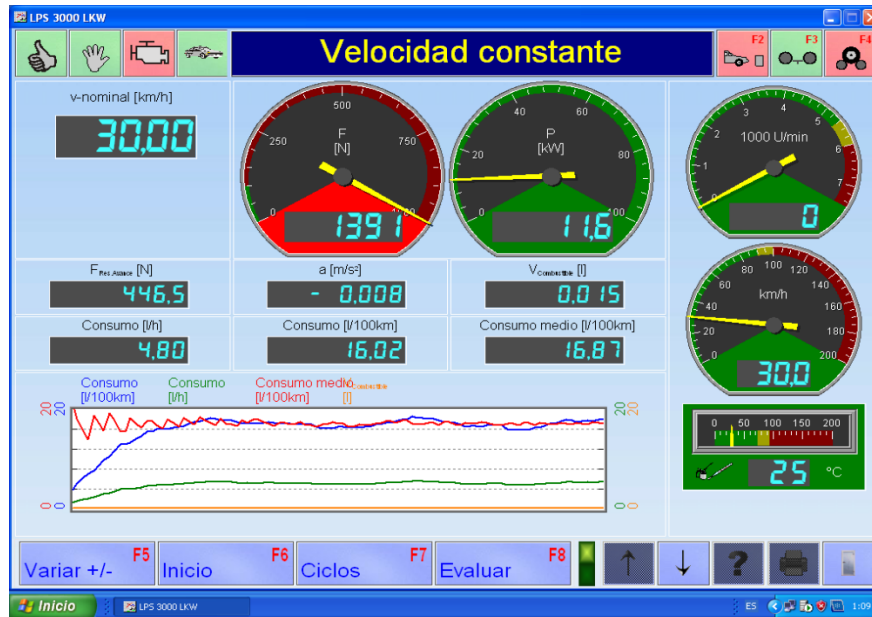 LPS 3000 LKW
Velocidad constante
F2
F3
F4
v-nominal [km/h]
30,00
F
[N]
0
250
500
750
1391
P
[kW]
0
20
40
60
80
100
11,6
1000 U/min
0
1
2
3
4
5
6
7
0
F Res.Avance [N]
446,5
a [m/s²]
- 0,008
V Combustible [l]
0,015
km/h
0
20
40
60
80
100
120
140
160
180
200
30,0
Consumo [l/h]
4,80
Consumo [l/100km]
16,02
Consumo medio [l/100km]
16,87
Consumo
[l/100km]
Consumo
[l/h]
Consumo medio
[l/100km]
Combustible
[l]
20
20
20
20
0
0
0
0
0 50 100 150 200
25 °C
Variar +/- F5
Inicio F6
Ciclos F7
Evaluar F8
?
Inicio
LPS 3000 LKW
ES
1:09